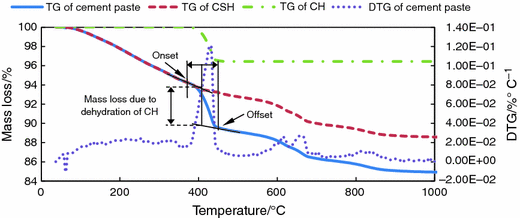 TG of cement paste TG of CSH TG of CH DTG of cement paste
100
98
96
94
92
90
88
86
84
Mass loss/%
Onset
Mass loss due to
dehydration of CH
Offset
1.40E–01
1.20E–01
1.00E–01
8.00E–02
6.00E–02
4.00E–02
2.00E–02
0.00E+00
–2.00E–02
DTG/%° C–1
0 200 400 600 800 1000
Temperature/°C